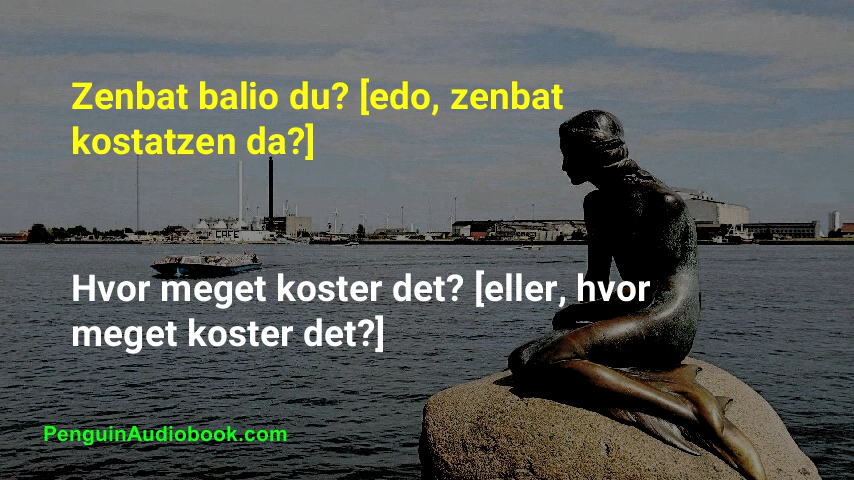 Zenbat balio du? [edo, zenbat
kostatzen da?]
Hvor meget koster det? [eller, hvor
meget koster det?]
PenguinAudiobook.com